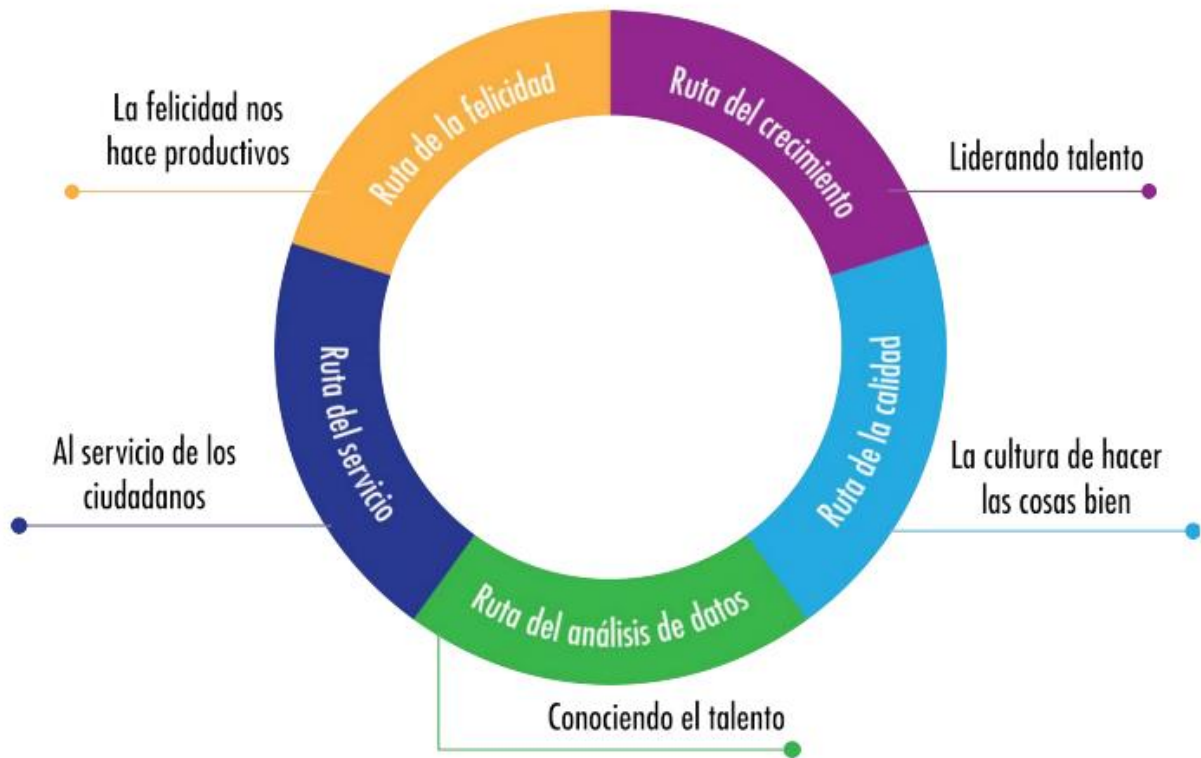 La felicidad nos
hace productivos
Ruta de la felicidad
Ruta del crecimiento
Liderando talento
Ruta del servicio
Al servicio de los
ciudadanos
Ruta de la calidad
La cultura de hacer
las cosas bien
Ruta del análisis de datos
Conociendo el talento